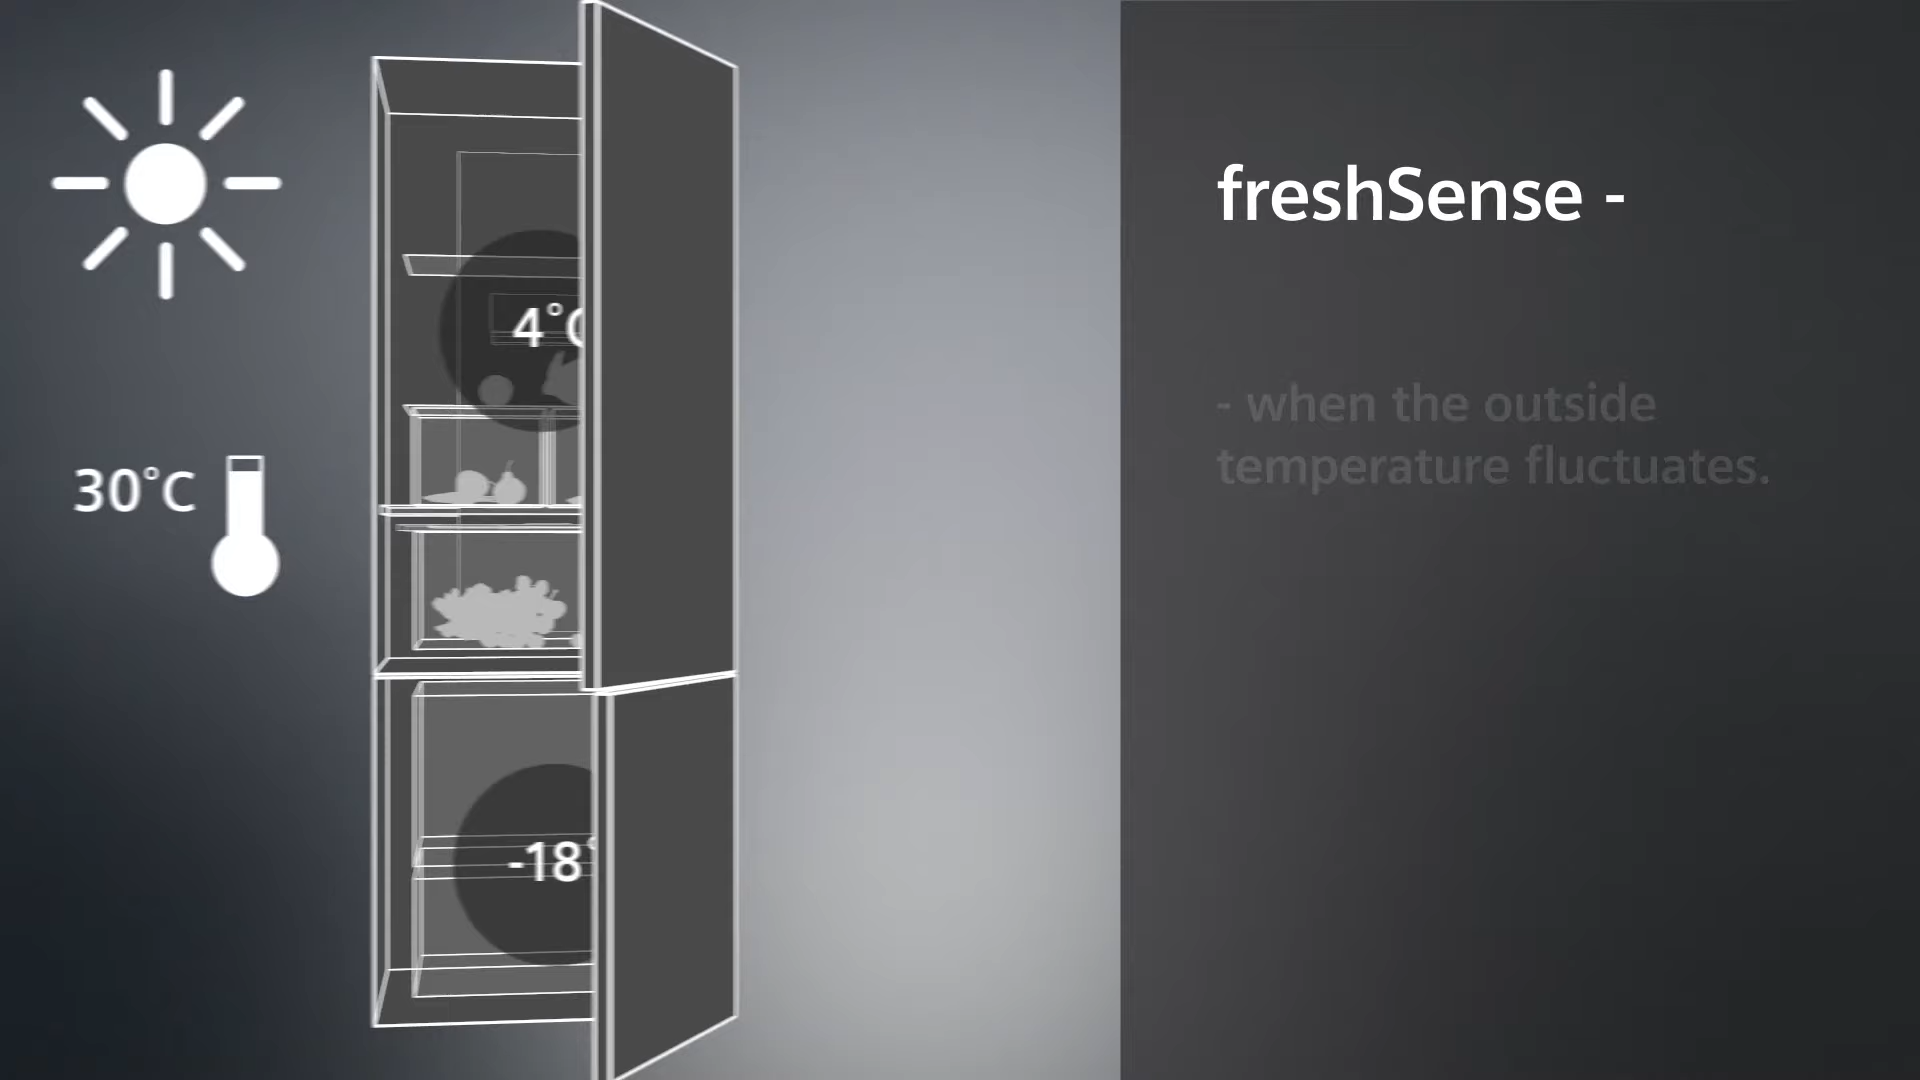 freshSense -
- when the outside
temperature fluctuates.
4°C
30°C
-18°